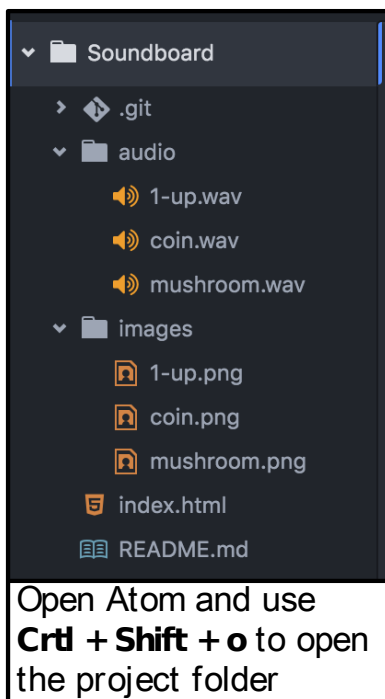 Soundboard
.git
audio
1-up.wav
coin.wav
mushroom.wav
images
1-up.png
coin.png
mushroom.png
index.html
README.md
Open Atom and use
Crtl + Shift + o to open
the project folder